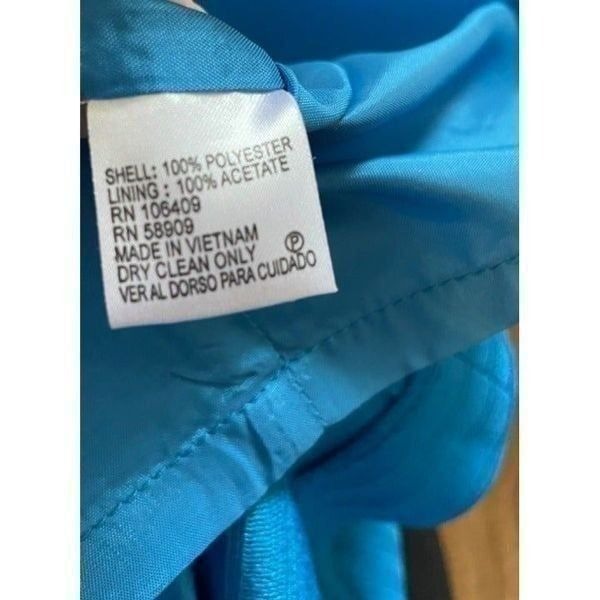 SHELL: 100% POLYESTER
LINING : 100% ACETATE
RN 106409
RN 58909
MADE IN VIETNAM
DRY CLEAN ONLY Ⓟ
VER AL DORSO PARA CUIDADO